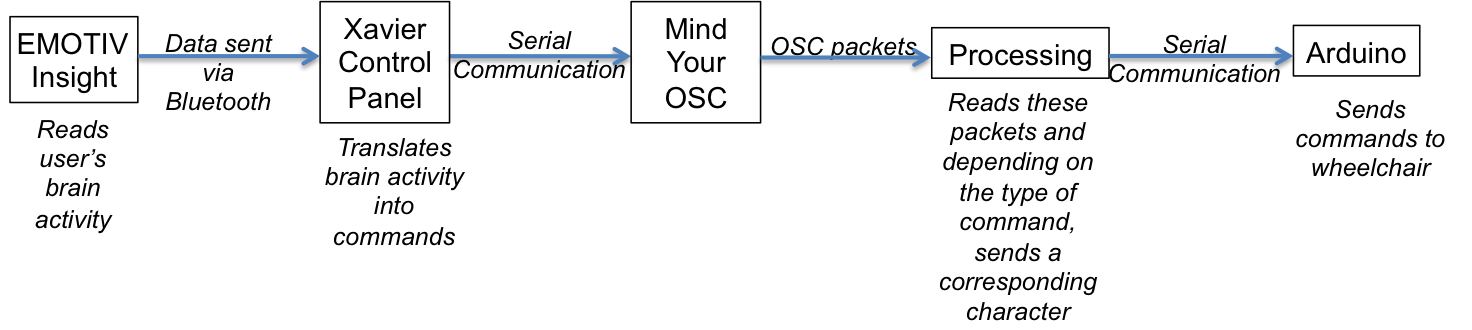 EMOTIV
Insight
Reads
user's
brain
activity
Data sent
via
Bluetooth
Xavier
Control
Panel
Translates
brain activity
into
commands
Serial
Communication
Mind
Your
OSC
OSC packets
Processing
Reads these
packets and
depending on
the type of
command,
sends a
corresponding
character
Serial
Communication
Arduino
Sends
commands to
wheelchair